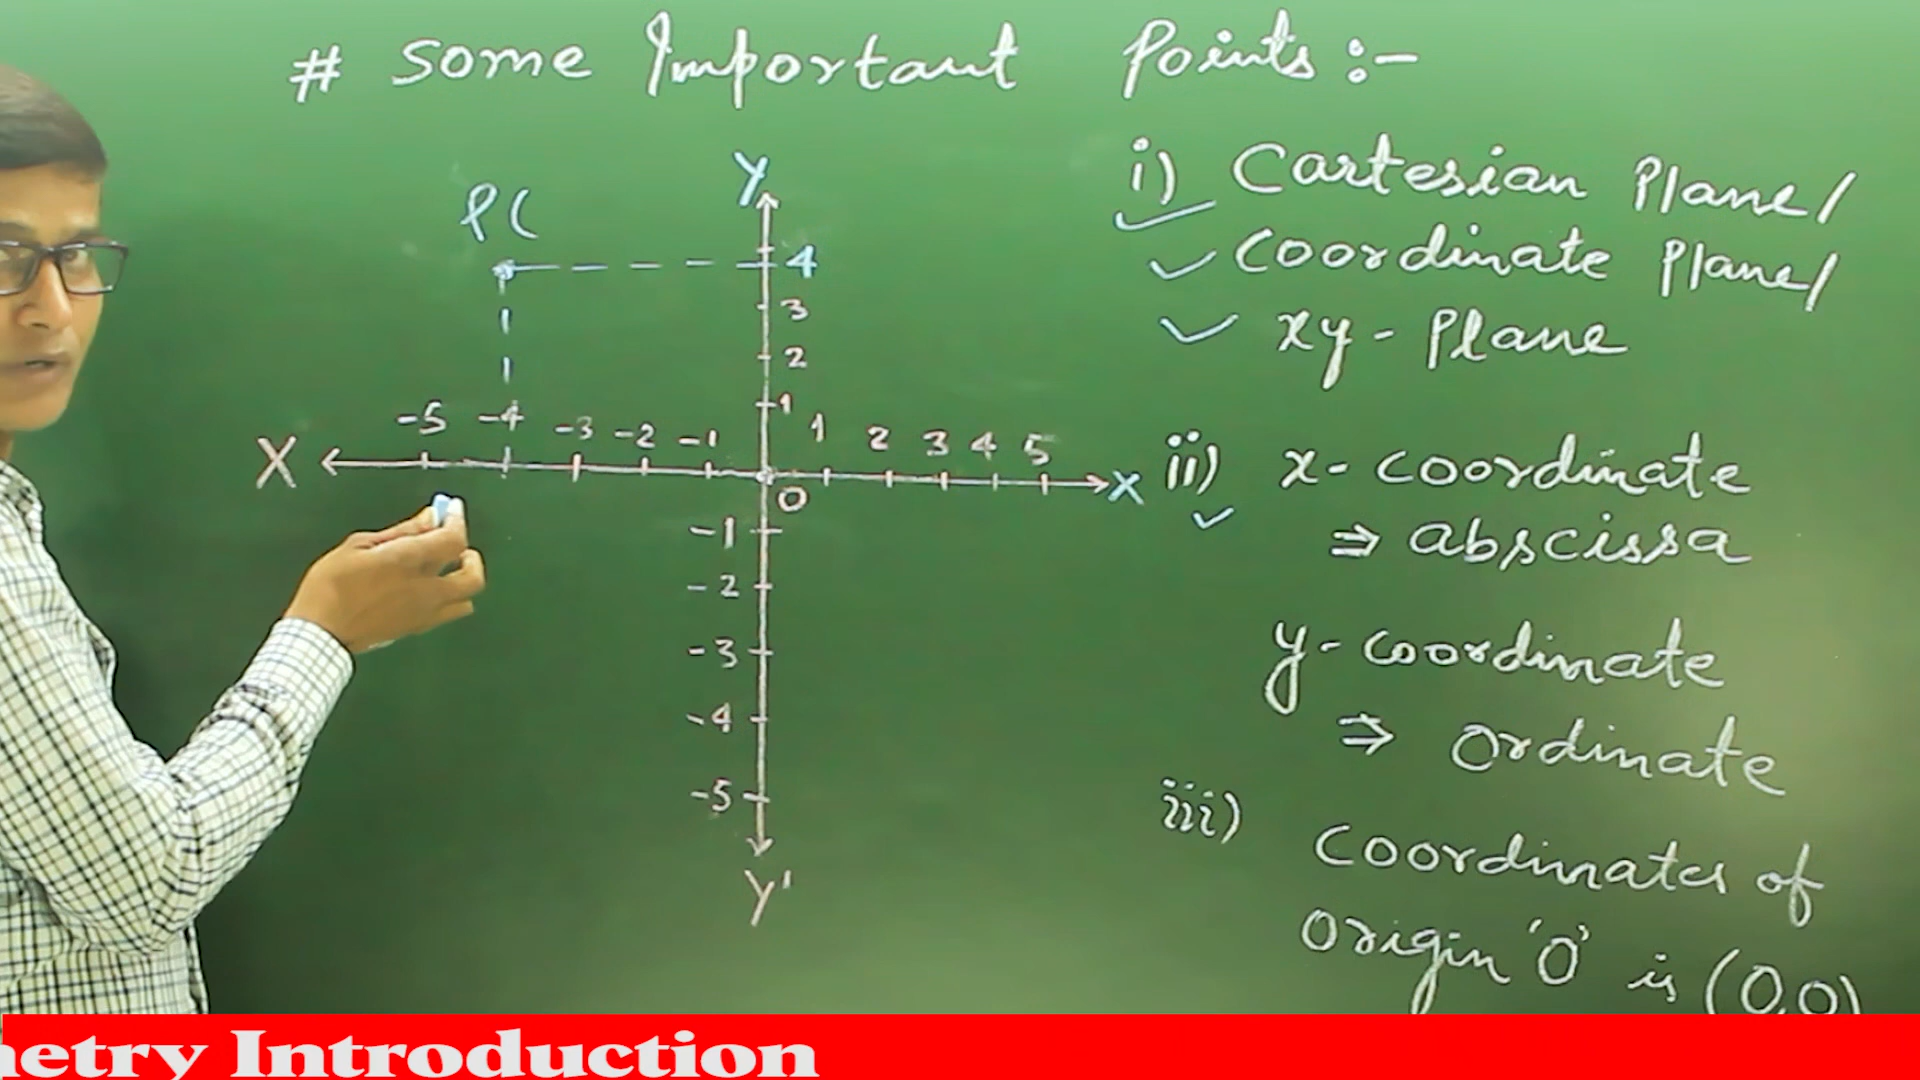 # Some Important Points :-
i) Cartesian Plane/
Coordinate Plane/
xy - Plane
ii) x - coordinate
⇒ abscissa
y - coordinate
⇒ ordinate
iii) Coordinates of
origin 'O' is (0,0)
Y
P(
4
3
2
1
-5 -4 -3 -2 -1 1 2 3 4 5
X X
O
-1
-2
-3
-4
-5
Y'
netry Introduction